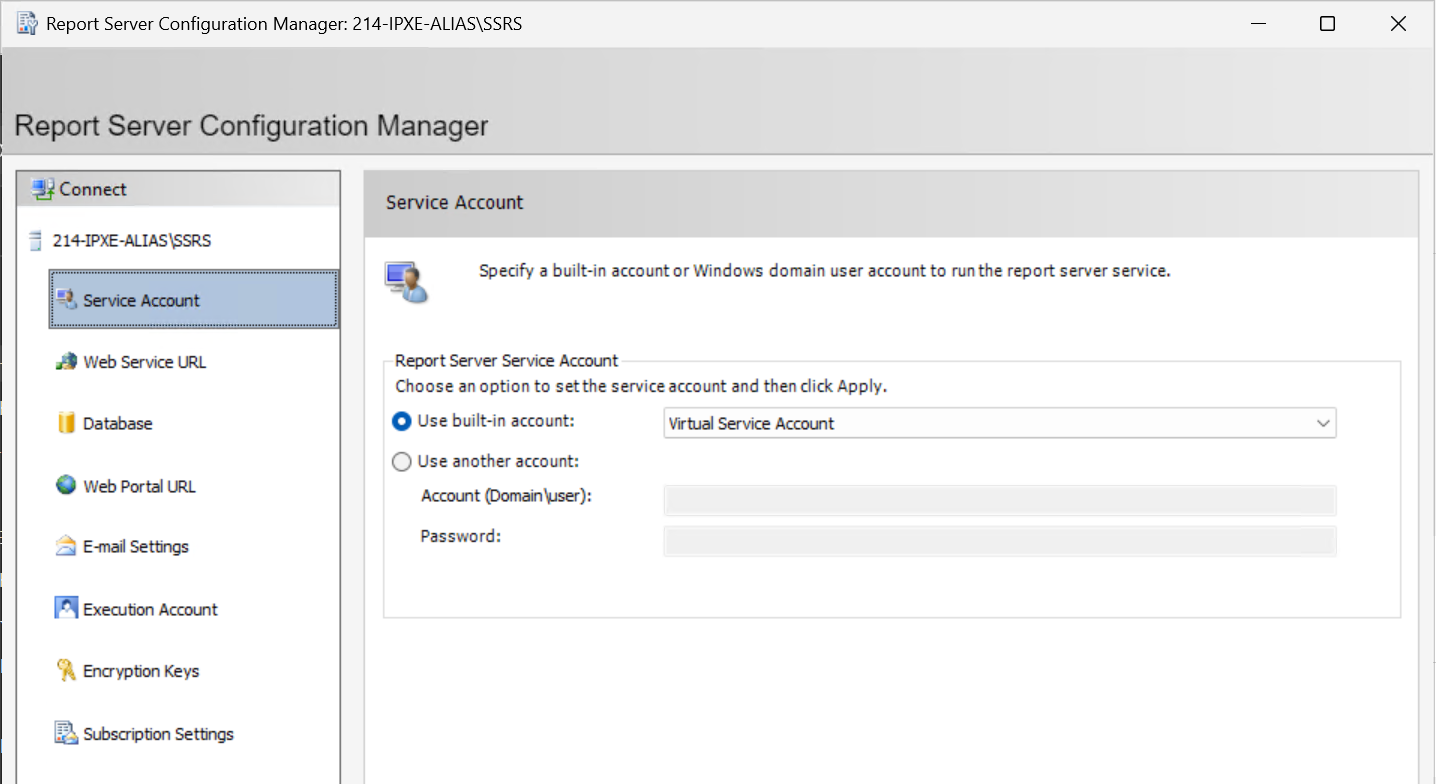 Report Server Configuration Manager: 214-IPXE-ALIAS\SSRS
Report Server Configuration Manager
Connect
214-IPXE-ALIAS\SSRS
Service Account
Web Service URL
Database
Web Portal URL
E-mail Settings
Execution Account
Encryption Keys
Subscription Settings
Service Account
Specify a built-in account or Windows domain user account to run the report server service.
Report Server Service Account
Choose an option to set the service account and then click Apply.
Use built-in account: Virtual Service Account
Use another account:
Account (Domain\user):
Password: